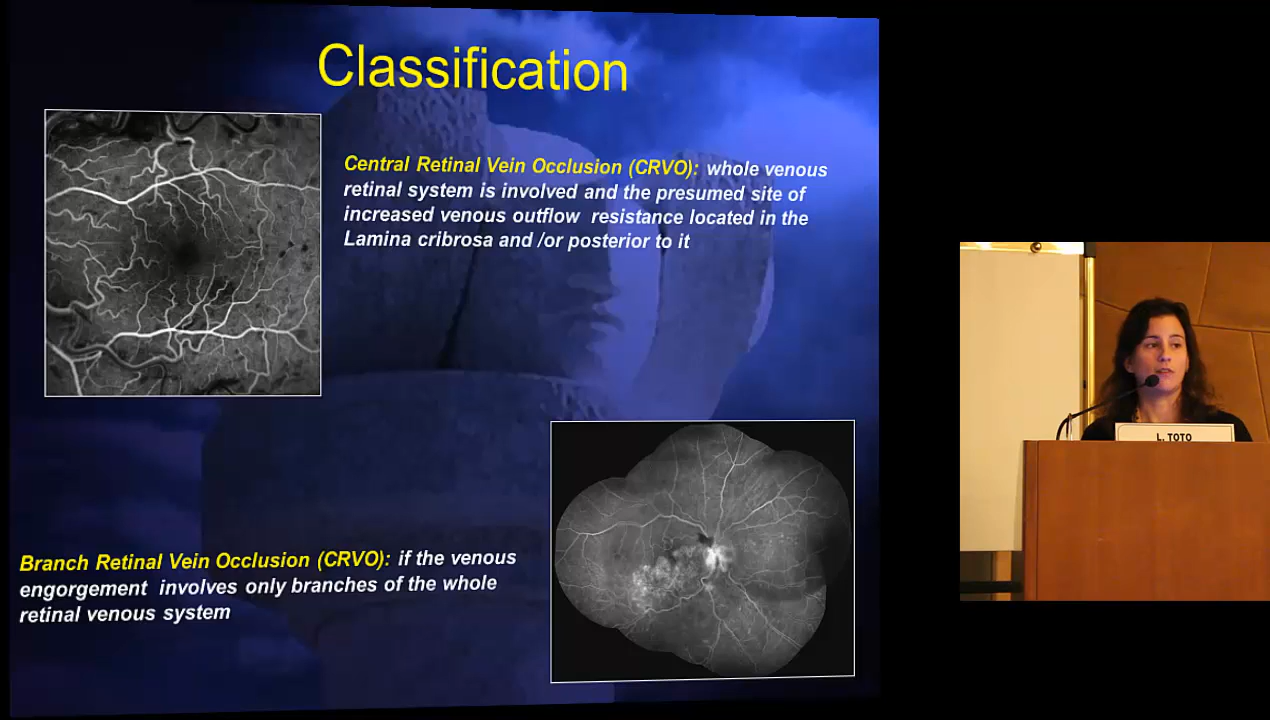 Classification
Central Retinal Vein Occlusion (CRVO): whole venous
retinal system is involved and the presumed site of
increased venous outflow resistance located in the
Lamina cribrosa and /or posterior to it
Branch Retinal Vein Occlusion (CRVO): if the venous
engorgement involves only branches of the whole
retinal venous system
L. TOTO